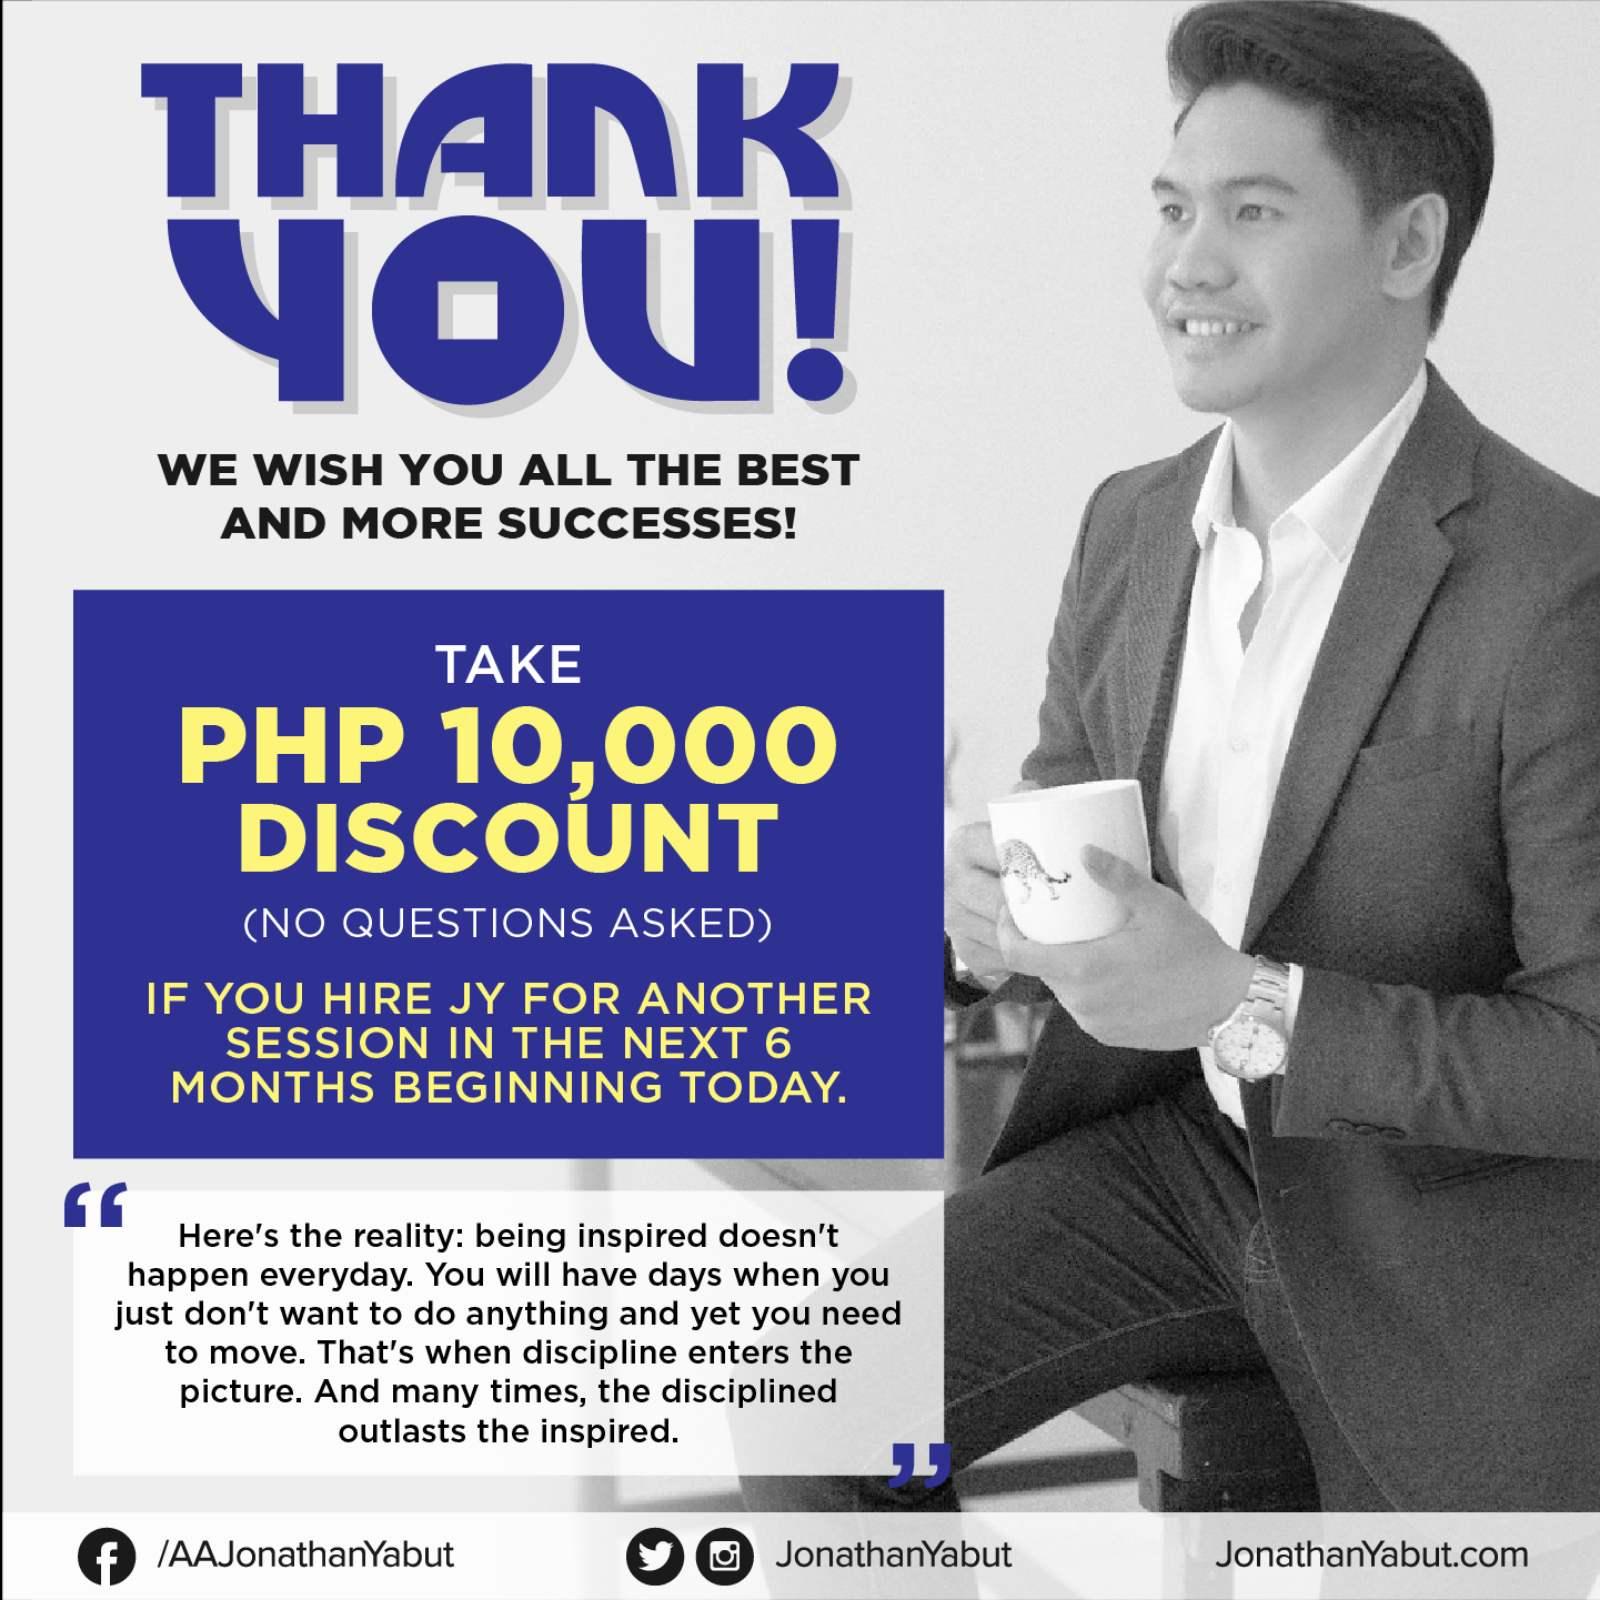 THANK
YOU!
WE WISH YOU ALL THE BEST
AND MORE SUCCESSES!
TAKE
PHP 10,000
DISCOUNT
(NO QUESTIONS ASKED)
IF YOU HIRE JY FOR ANOTHER
SESSION IN THE NEXT 6
MONTHS BEGINNING TODAY.
“
Here's the reality: being inspired doesn't
happen everyday. You will have days when you
just don't want to do anything and yet you need
to move. That's when discipline enters the
picture. And many times, the disciplined
outlasts the inspired.
”
/AAJonathanYabut
JonathanYabut
JonathanYabut.com